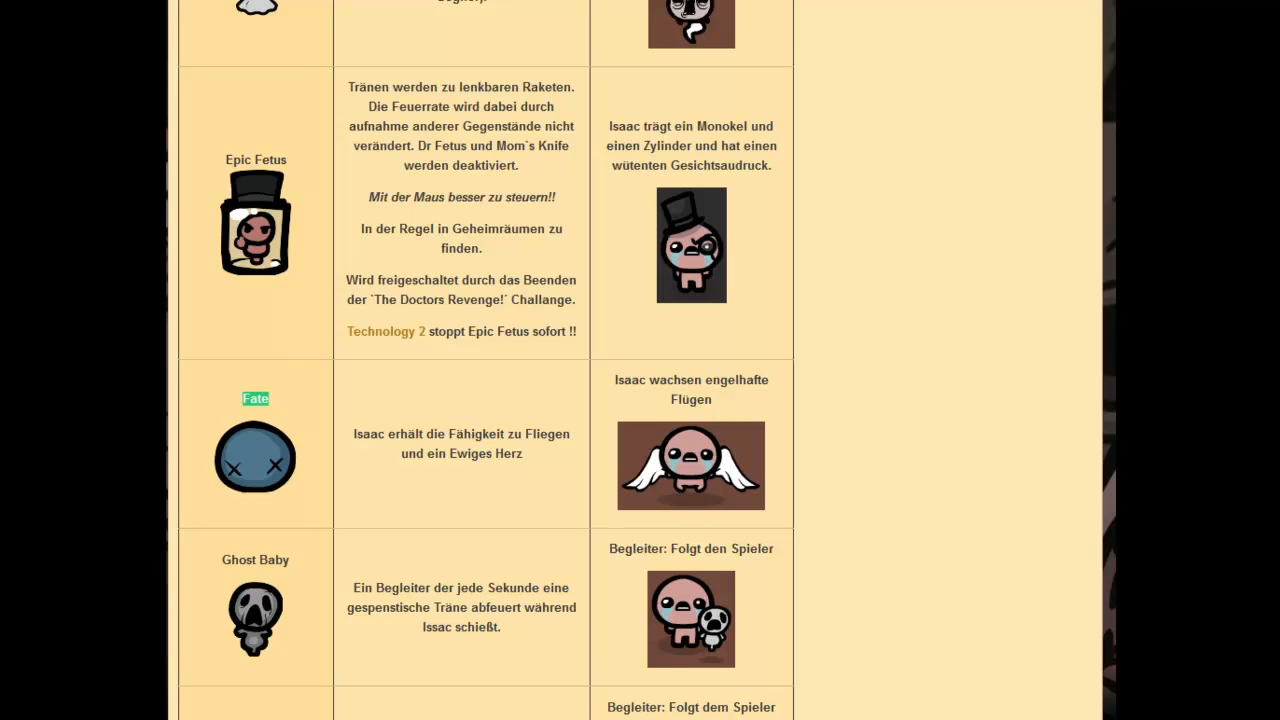 Epic Fetus
Tränen werden zu lenkbaren Raketen.
Die Feuerrate wird dabei durch
aufnahme anderer Gegenstände nicht
verändert. Dr Fetus und Mom`s Knife
werden deaktiviert.
Mit der Maus besser zu steuern!!
In der Regel in Geheimräumen zu
finden.
Wird freigeschaltet durch das Beenden
der `The Doctors Revenge!´ Challange.
Technology 2 stoppt Epic Fetus sofort !!
Isaac trägt ein Monokel und
einen Zylinder und hat einen
wütenten Gesichtsaudruck.
Fate
Isaac erhält die Fähigkeit zu Fliegen
und ein Ewiges Herz
Isaac wachsen engelhafte
Flügen
Ghost Baby
Ein Begleiter der jede Sekunde eine
gespenstische Träne abfeuert während
Issac schießt.
Begleiter: Folgt den Spieler
Begleiter: Folgt dem Spieler